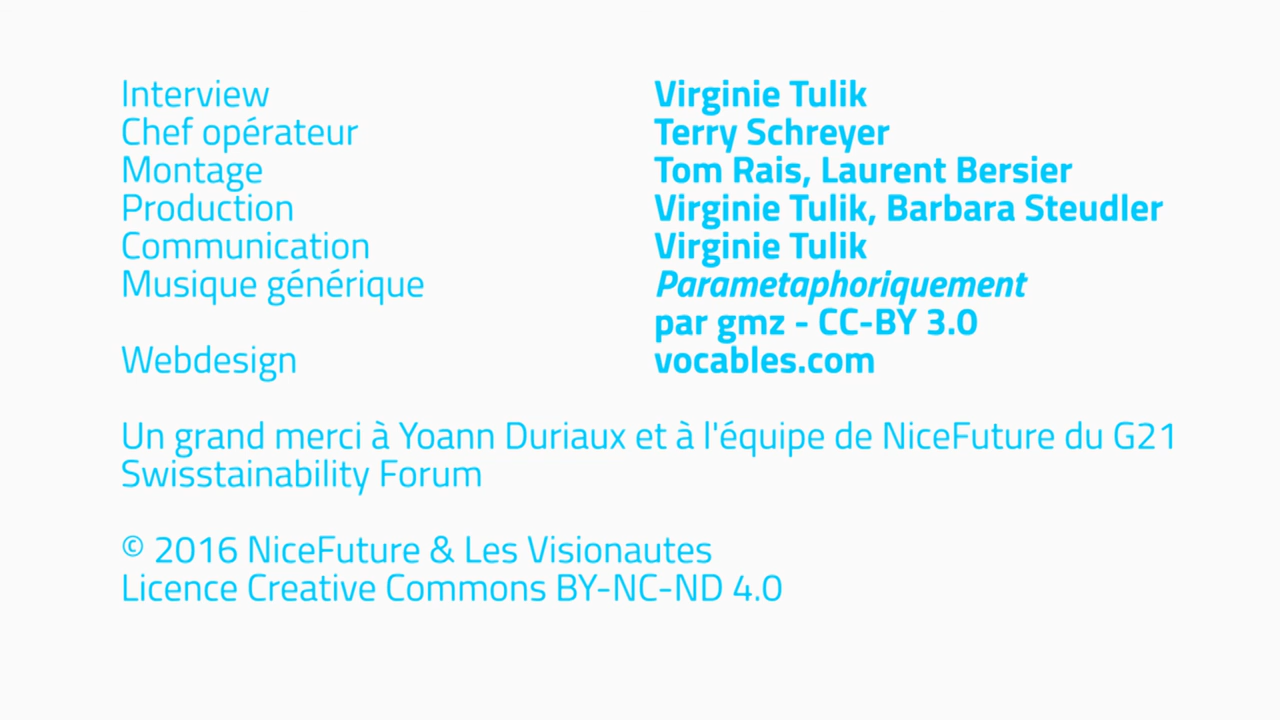 Interview Virginie Tulik
Chef opérateur Terry Schreyer
Montage Tom Rais, Laurent Bersier
Production Virginie Tulik, Barbara Steudler
Communication Virginie Tulik
Musique générique Parametaphoriquement
par gmz - CC-BY 3.0
Webdesign vocables.com
Un grand merci à Yoann Duriaux et à l'équipe de NiceFuture du G21
Swisstainability Forum
© 2016 NiceFuture & Les Visionautes
Licence Creative Commons BY-NC-ND 4.0